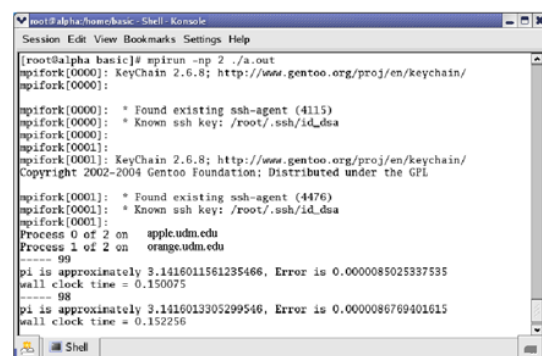 root@alpha:/home/basic - Shell - Konsole
Session Edit View Bookmarks Settings Help
[root@alpha basic]# mpirun -np 2 ./a.out
mpifork[0000]: KeyChain 2.6.8; http://www.gentoo.org/proj/en/keychain/
mpifork[0000]:
mpifork[0000]: * Found existing ssh-agent (4115)
mpifork[0000]: * Known ssh key: /root/.ssh/id_dsa
mpifork[0000]:
mpifork[0001]:
mpifork[0001]: KeyChain 2.6.8; http://www.gentoo.org/proj/en/keychain/
Copyright 2002-2004 Gentoo Foundation; Distributed under the GPL
mpifork[0001]: * Found existing ssh-agent (4476)
mpifork[0001]: * Known ssh key: /root/.ssh/id_dsa
mpifork[0001]:
Process 0 of 2 on apple.udm.edu
Process 1 of 2 on orange.udm.edu
----- 99
pi is approximately 3.1416011561235466, Error is 0.0000085025337535
wall clock time = 0.150075
----- 98
pi is approximately 3.1416013305299546, Error is 0.0000086769401615
wall clock time = 0.152256
Shell